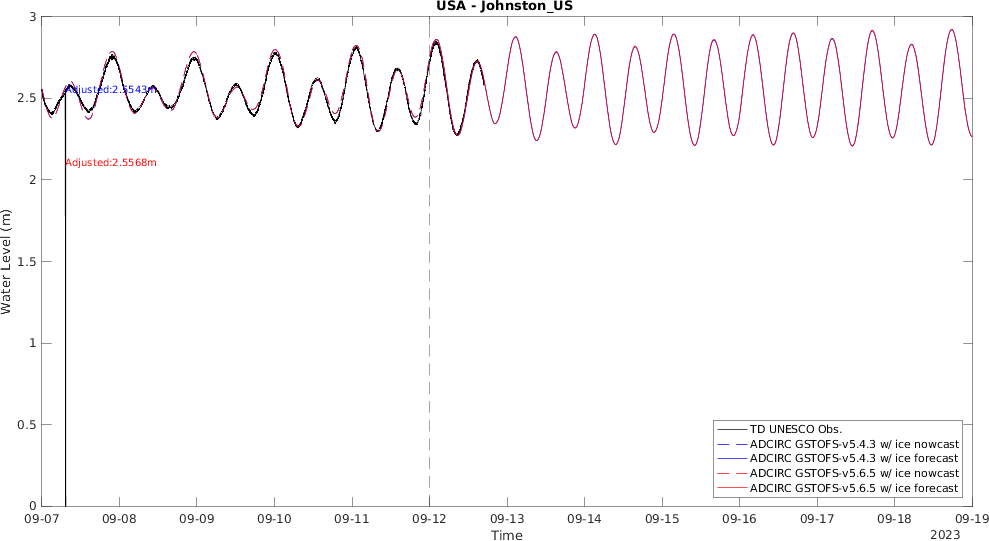 USA - Johnston_US
3
2.5
2
1.5
1
0.5
0
Water Level (m)
Adjusted:2.5543m
Adjusted:2.5568m
TD UNESCO Obs.
ADCIRC GSTOFS-v5.4.3 w/ ice nowcast
ADCIRC GSTOFS-v5.4.3 w/ ice forecast
ADCIRC GSTOFS-v5.6.5 w/ ice nowcast
ADCIRC GSTOFS-v5.6.5 w/ ice forecast
09-07 09-08 09-09 09-10 09-11 09-12 09-13 09-14 09-15 09-16 09-17 09-18 09-19
Time
2023